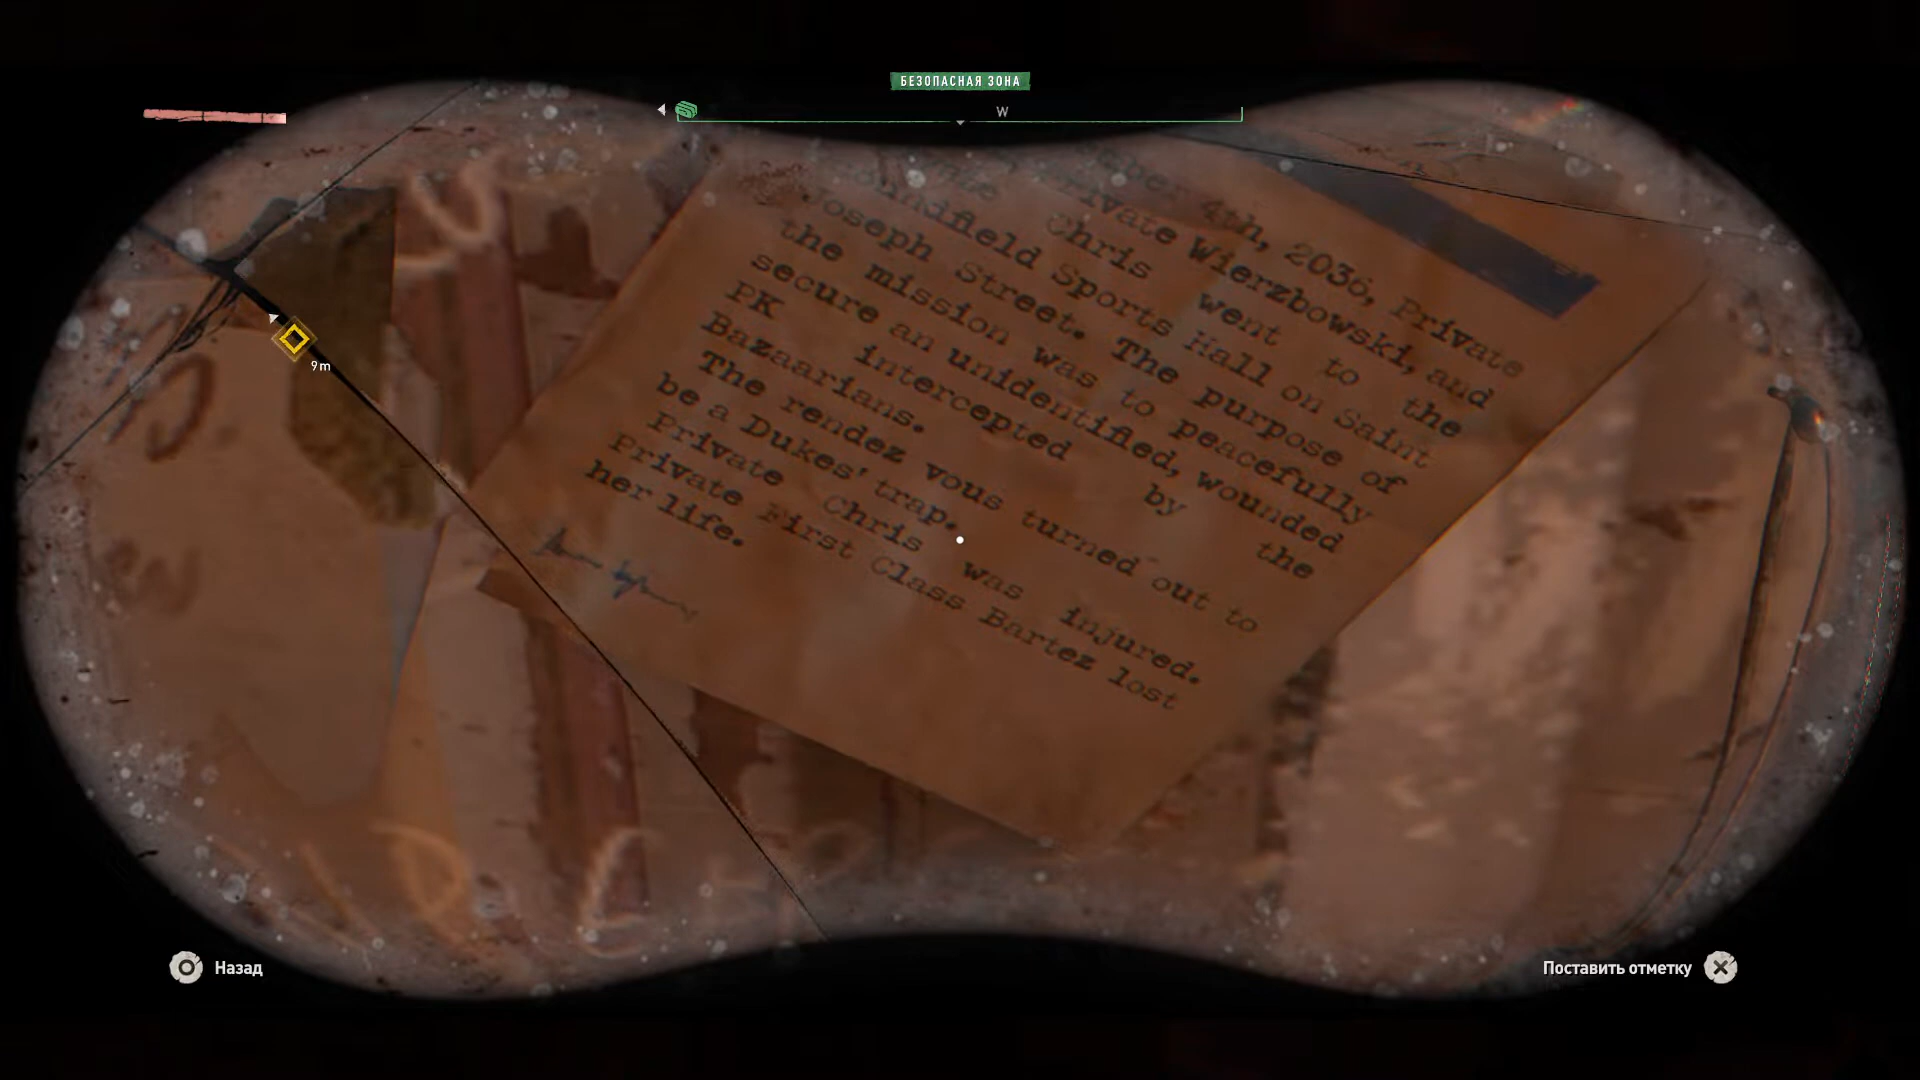 БЕЗОПАСНАЯ ЗОНА
W
9m
4th, 2036, Private
Private Wierzbowski, and
Chris went to the
Sports Hall on Saint
Joseph Street. The purpose of
the mission was to peacefully
secure an unidentified, wounded
PK intercepted by the
Bazaarians.
The rendez vous turned out to
be a Dukes' trap.
Private Chris was injured.
Private First Class Bartez lost
her life.
Назад
Поставить отметку